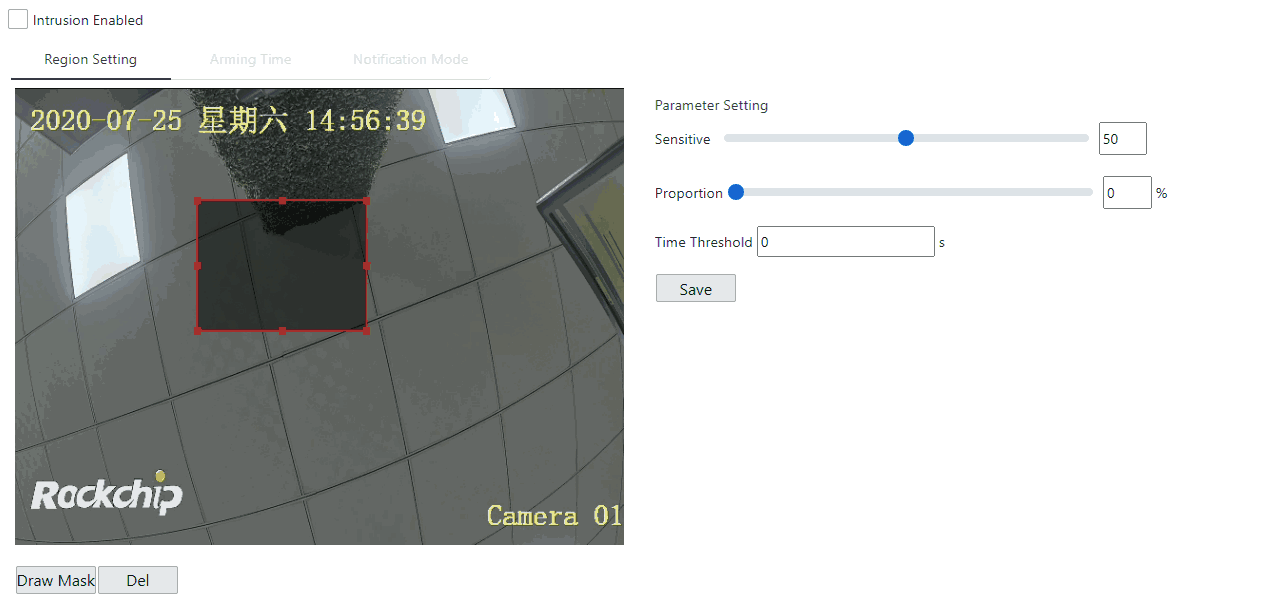 Intrusion Enabled
Region Setting Arming Time Notification Mode
2020-07-25 星期六 14:56:39
Rockchip
Camera 01
Draw Mask Del
Parameter Setting
Sensitive 50
Proportion 0 %
Time Threshold 0 s
Save